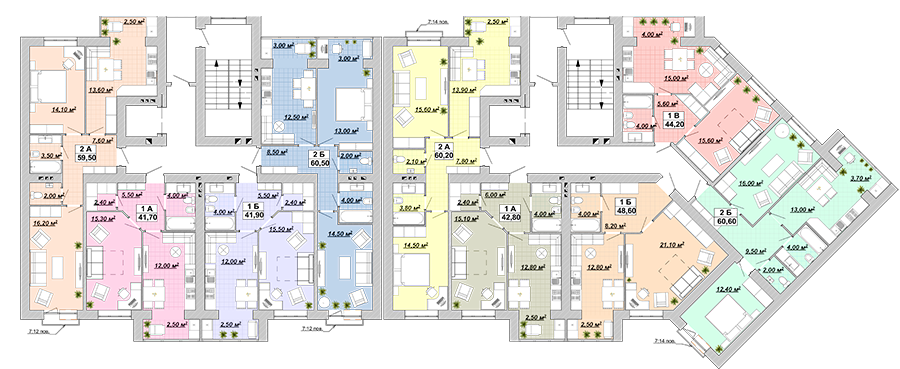 2,50 м²
14,10 м²
13,60 м²
7,60 м²
2 А
59,50
3,50 м²
2,00 м²
16,20 м²
7-12 пов.
5,50 м²
4,00 м²
2,40 м²
1 А
41,70
15,30 м²
12,00 м²
2,50 м²
5,50 м²
4,00 м²
1 Б
41,90
15,50 м²
12,00 м²
2,50 м²
3,00 м²
3,00 м²
12,50 м²
13,00 м²
8,50 м²
2 Б
60,50
2,00 м²
4,00 м²
14,50 м²
7-12 пов.
7-14 пов.
2,50 м²
15,60 м²
13,90 м²
2 А
60,20
2,10 м²
7,80 м²
3,80 м²
14,50 м²
6,00 м²
2,40 м²
4,00 м²
15,10 м²
1 А
42,80
12,80 м²
2,50 м²
1 Б
48,60
4,00 м²
8,20 м²
21,10 м²
12,80 м²
2,50 м²
4,00 м²
15,00 м²
5,60 м²
1 В
44,20
4,00 м²
15,60 м²
16,00 м²
3,70 м²
13,00 м²
2 Б
60,60
9,50 м²
4,00 м²
2,00 м²
12,40 м²
7-14 пов.